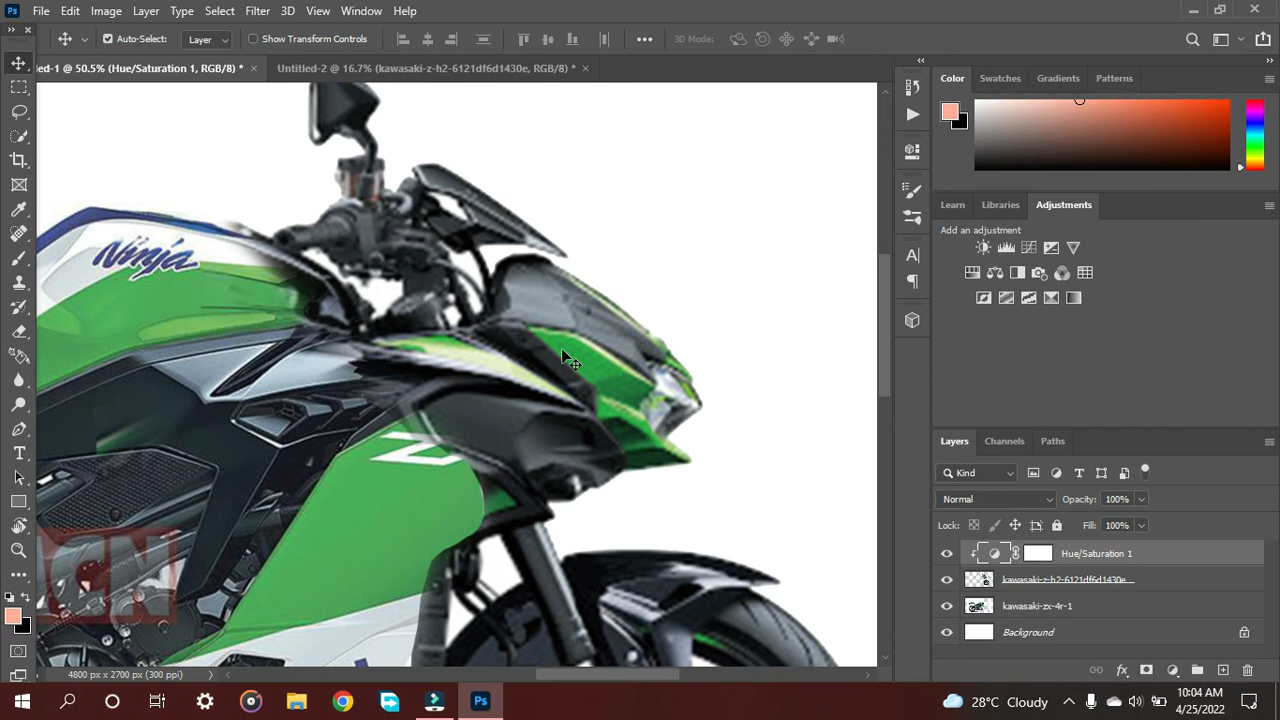 Ps File Edit Image Layer Type Select Filter 3D View Window Help
Auto-Select: Layer Show Transform Controls 3D Mode:
led-1 @ 50.5% (Hue/Saturation 1, RGB/8) * Untitled-2 @ 16.7% (kawasaki-z-h2-6121df6d1430e, RGB/8) *
Color Swatches Gradients Patterns
Learn Libraries Adjustments
Add an adjustment
Ninja
Z
CN
Layers Channels Paths
Kind
Normal Opacity: 100%
Lock: Fill: 100%
Hue/Saturation 1
kawasaki-z-h2-6121df6d1430e
kawasaki-zx-4r-1
Background
4800 px x 2700 px (300 ppi)
Ps 28°C Cloudy 10:04 AM
4/25/2022